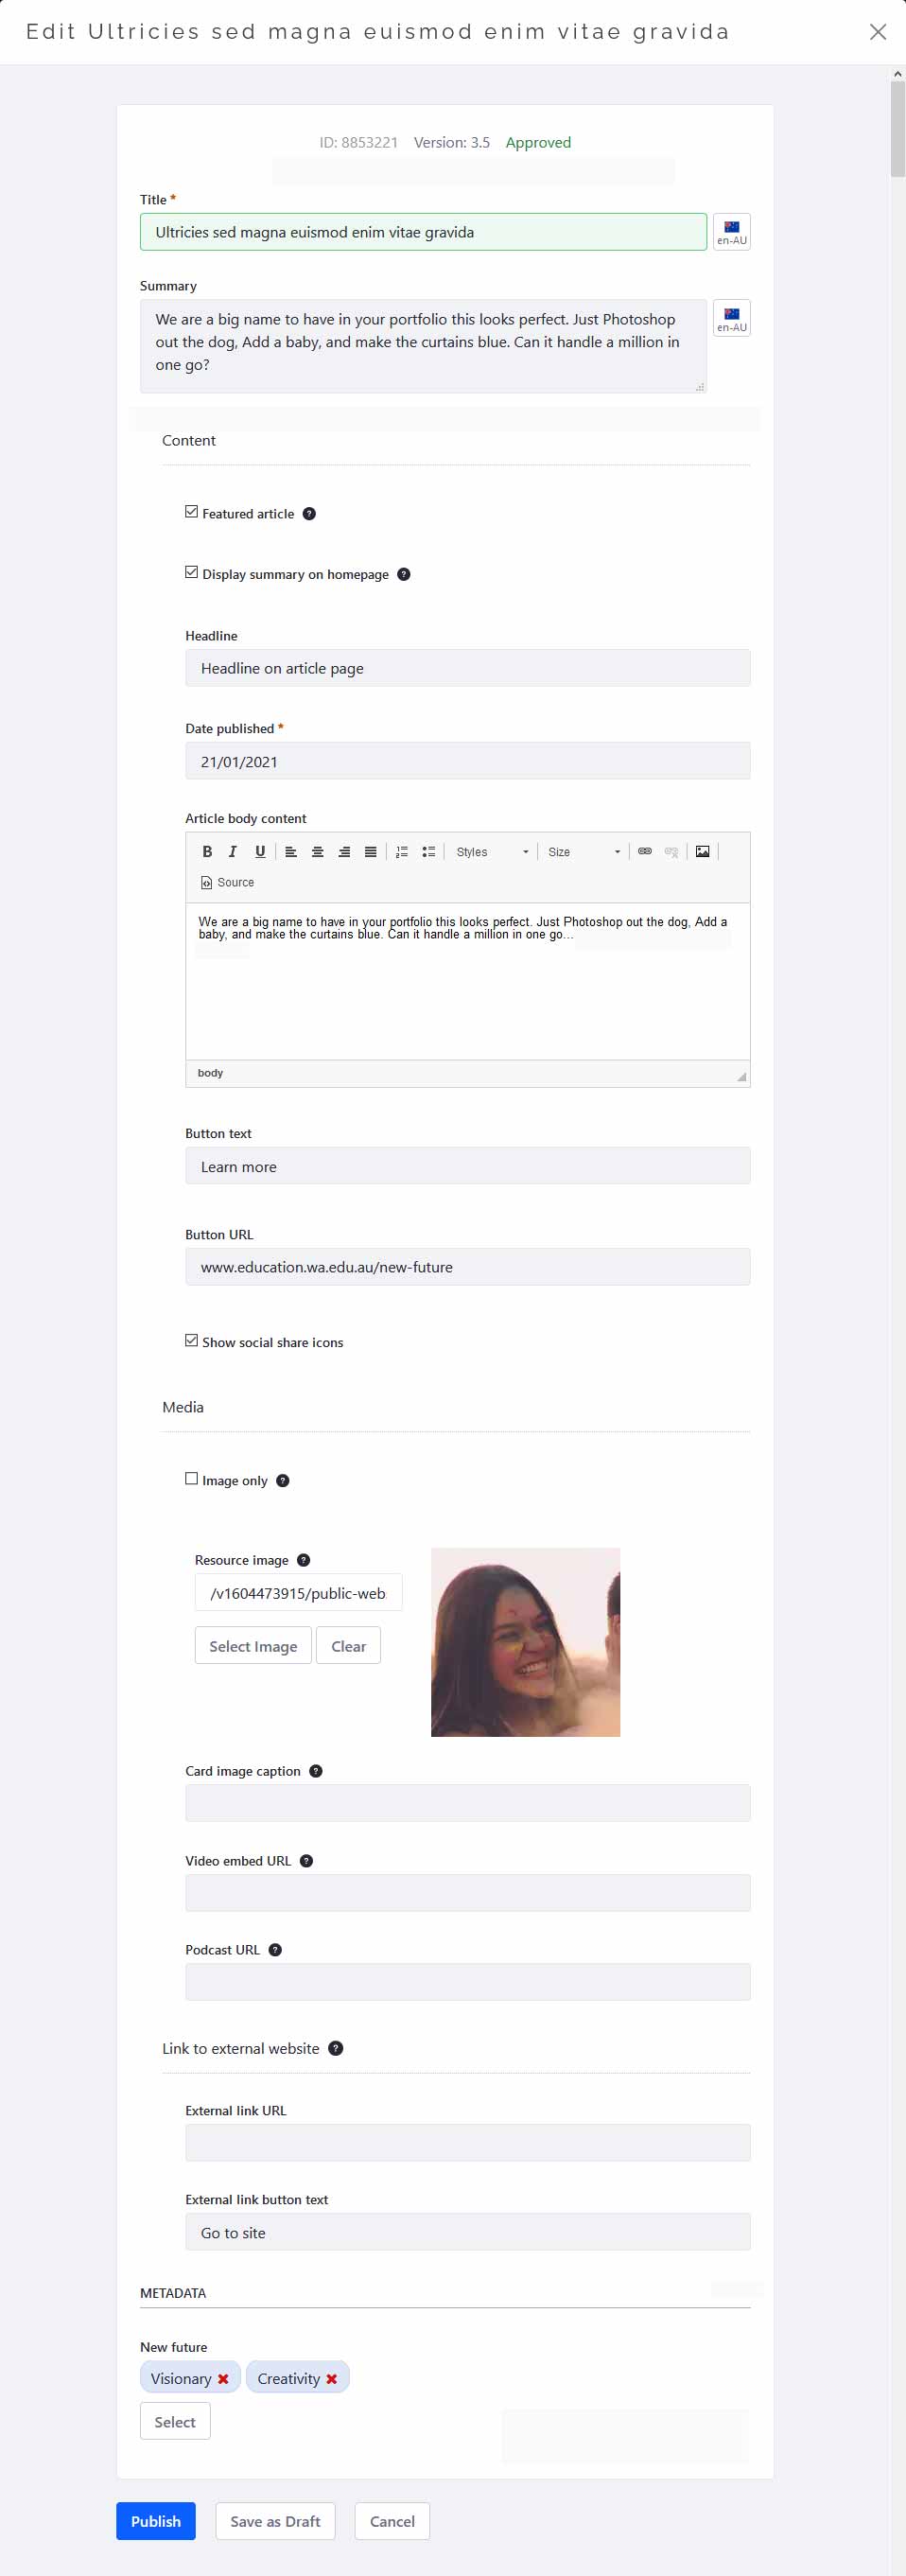 Edit Ultricies sed magna euismod enim vitae gravida
ID: 8853221 Version: 3.5 Approved
Title *
Ultricies sed magna euismod enim vitae gravida
en-AU
Summary
We are a big name to have in your portfolio this looks perfect. Just Photoshop
out the dog, Add a baby, and make the curtains blue. Can it handle a million in
one go?
en-AU
Content
Featured article ?
Display summary on homepage ?
Headline
Headline on article page
Date published *
21/01/2021
Article body content
B I U Styles Size
Source
We are a big name to have in your portfolio this looks perfect. Just Photoshop out the dog, Add a
baby, and make the curtains blue. Can it handle a million in one go...
body
Button text
Learn more
Button URL
www.education.wa.edu.au/new-future
Show social share icons
Media
Image only ?
Resource image ?
/v1604473915/public-web
Select Image Clear
Card image caption ?
Video embed URL ?
Podcast URL ?
Link to external website ?
External link URL
External link button text
Go to site
METADATA
New future
Visionary Creativity
Select
Publish Save as Draft Cancel